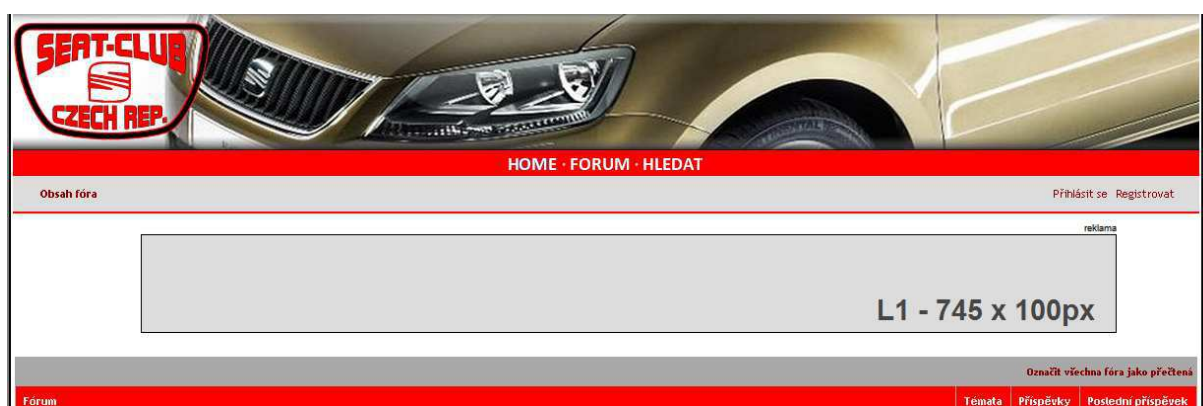 SEAT-CLUB
CZECH REP.
HOME · FORUM · HLEDAT
Obsah fóra
Přihlásit se Registrovat
reklama
L1 - 745 x 100px
Označit všechna fóra jako přečtená
Fórum Témata Příspěvky Poslední příspěvek